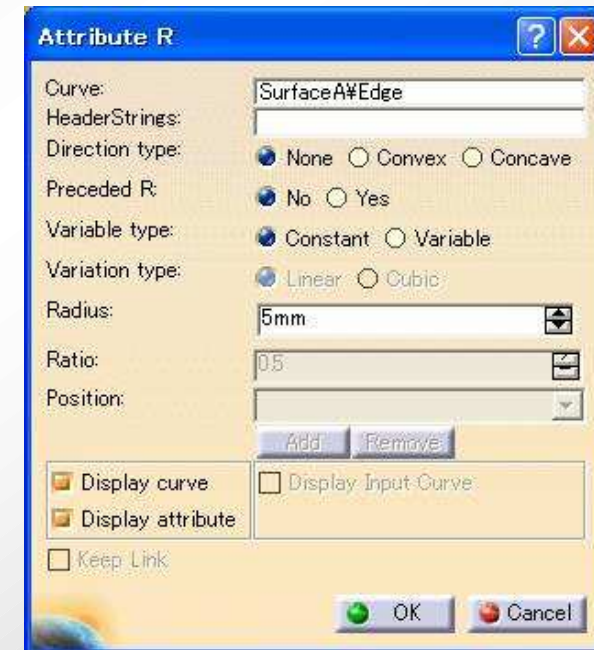 Attribute R
Curve: SurfaceA¥Edge
HeaderStrings:
Direction type: None Convex Concave
Preceded R: No Yes
Variable type: Constant Variable
Variation type: Linear Cubic
Radius: 5mm
Ratio: 0.5
Position:
Add Remove
Display curve Display Input Curve
Display attribute
Keep Link
OK Cancel